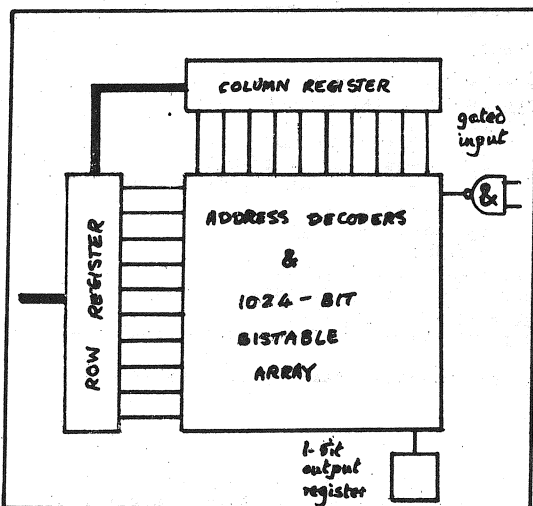 COLUMN REGISTER
gated
input
&
ROW REGISTER
ADDRESS DECODERS
&
1024-BIT
BISTABLE
ARRAY
1-bit
output
register